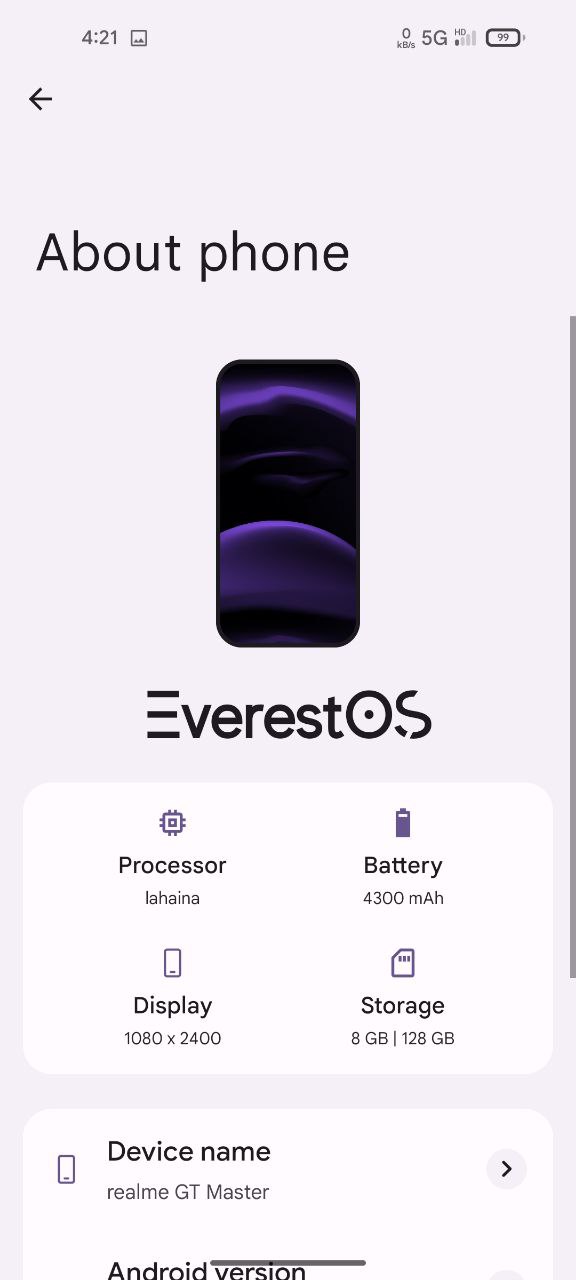 4:21 0 kB/s 5G HD 99
About phone
EverestOS
Processor Battery
lahaina 4300 mAh
Display Storage
1080 x 2400 8 GB | 128 GB
Device name
realme GT Master
Android version